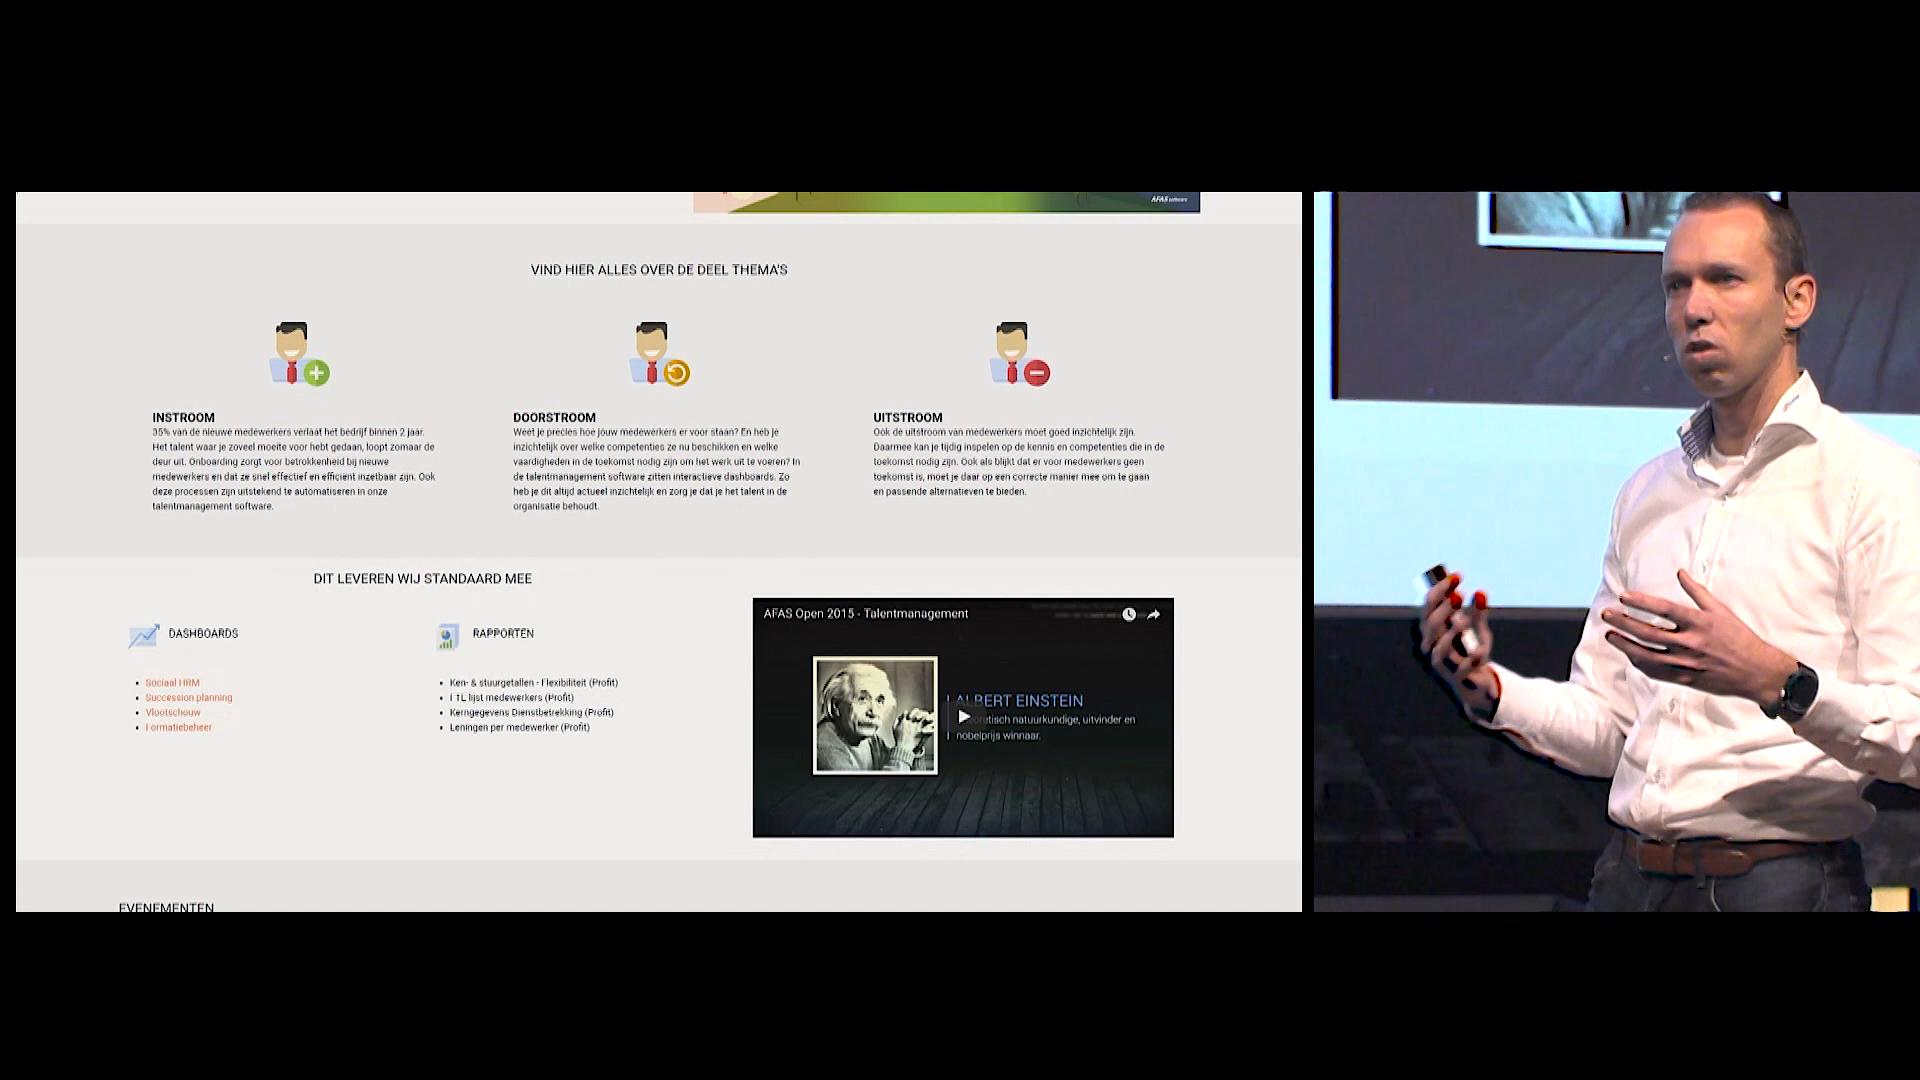 AFAS software
VIND HIER ALLES OVER DE DEEL THEMA'S
INSTROOM
35% van de nieuwe medewerkers verlaat het bedrijf binnen 2 jaar.
Het talent waar je zoveel moeite voor hebt gedaan, loopt zomaar de
deur uit. Onboarding zorgt voor betrokkenheid bij nieuwe
medewerkers en dat ze snel effectief en efficiënt inzetbaar zijn. Ook
deze processen zijn uitstekend te automatiseren in onze
talentmanagement software.
DOORSTROOM
Weet je precies hoe jouw medewerkers er voor staan? En heb je
inzichtelijk over welke competenties ze nu beschikken en welke
vaardigheden in de toekomst nodig zijn om het werk uit te voeren? In
de talentmanagement software zitten interactieve dashboards. Zo
heb je dit altijd actueel inzichtelijk en zorg je dat je het talent in de
organisatie behoudt.
UITSTROOM
Ook de uitstroom van medewerkers moet goed inzichtelijk zijn.
Daarmee kan je tijdig inspelen op de kennis en competenties die in de
toekomst nodig zijn. Ook als blijkt dat er voor medewerkers geen
toekomst is, moet je daar op een correcte manier mee om te gaan
en passende alternatieven te bieden.
DIT LEVEREN WIJ STANDAARD MEE
DASHBOARDS
Sociaal HRM
Succession planning
Vlootschouw
Formatiebeheer
RAPPORTEN
Ken- & stuurgetallen - Flexibiliteit (Profit)
FTE lijst medewerkers (Profit)
Kerngegevens Dienstbetrekking (Profit)
Leningen per medewerker (Profit)
AFAS Open 2015 - Talentmanagement
ALBERT EINSTEIN
natuurkundige, uitvinder en
nobelprijs winnaar.
EVENEMENTEN